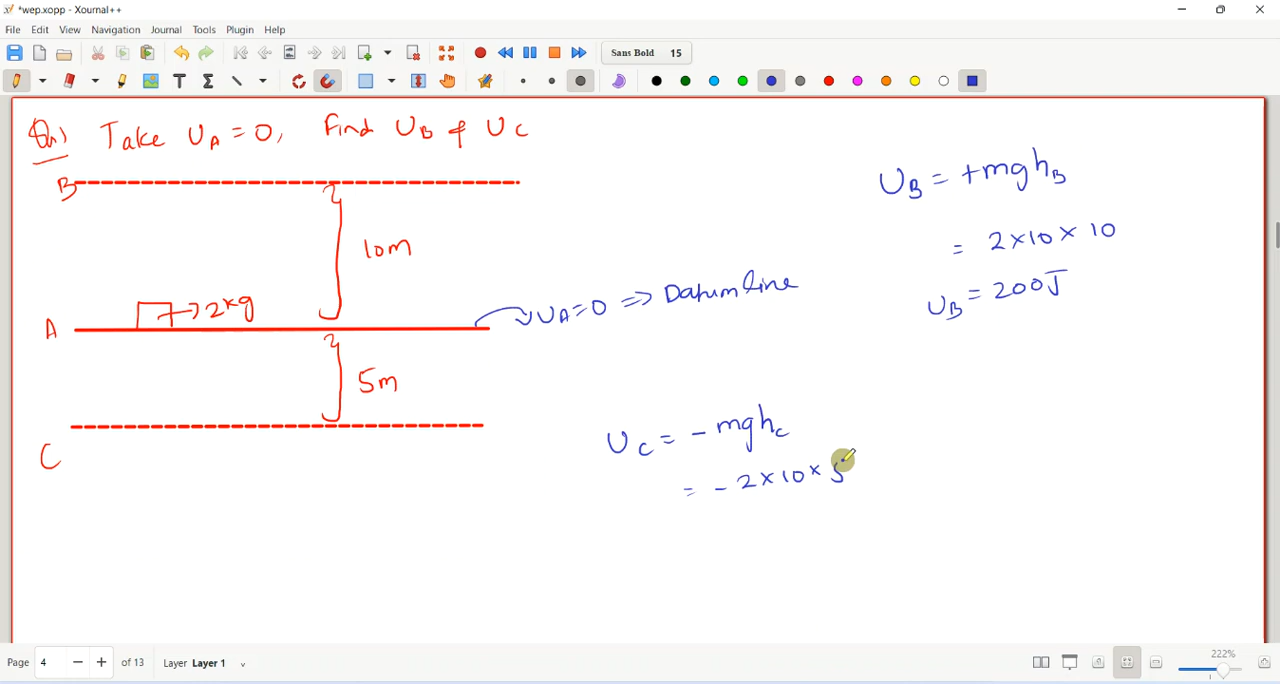 *wep.xopp - Xournal++
File Edit View Navigation Journal Tools Plugin Help
Sans Bold 15
Qn) Take UA = 0, Find UB & UC
B
UB = +mghB
10m
= 2×10×10
UB = 200J
2kg
UA=0 => Datum line
A
5m
C
UC = - mghc
= - 2×10×5
Page 4 of 13 Layer Layer 1
223%